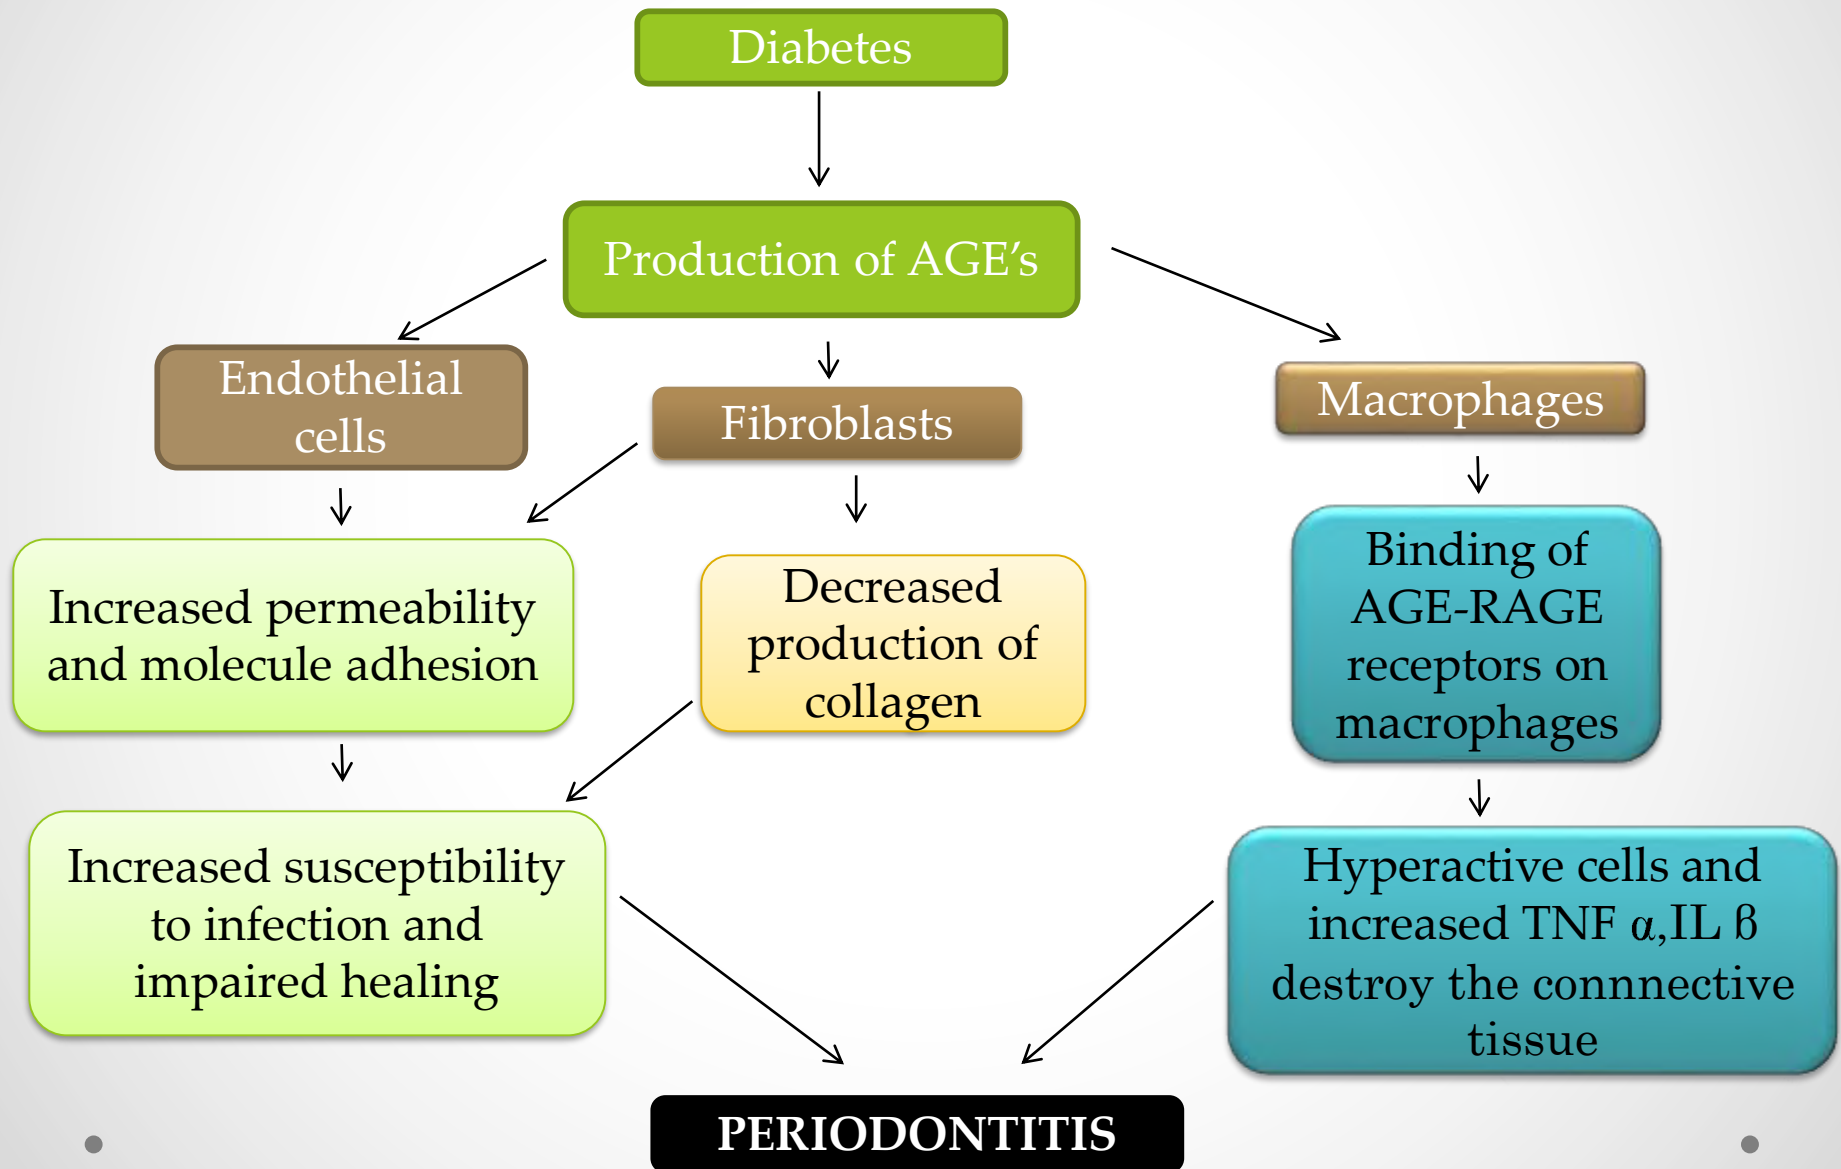 Diabetes
Production of AGE’s
Endothelial
cells
Fibroblasts
Macrophages
Increased permeability
and molecule adhesion
Decreased
production of
collagen
Binding of
AGE-RAGE
receptors on
macrophages
Increased susceptibility
to infection and
impaired healing
Hyperactive cells and
increased TNF α,IL β
destroy the connnective
tissue
PERIODONTITIS